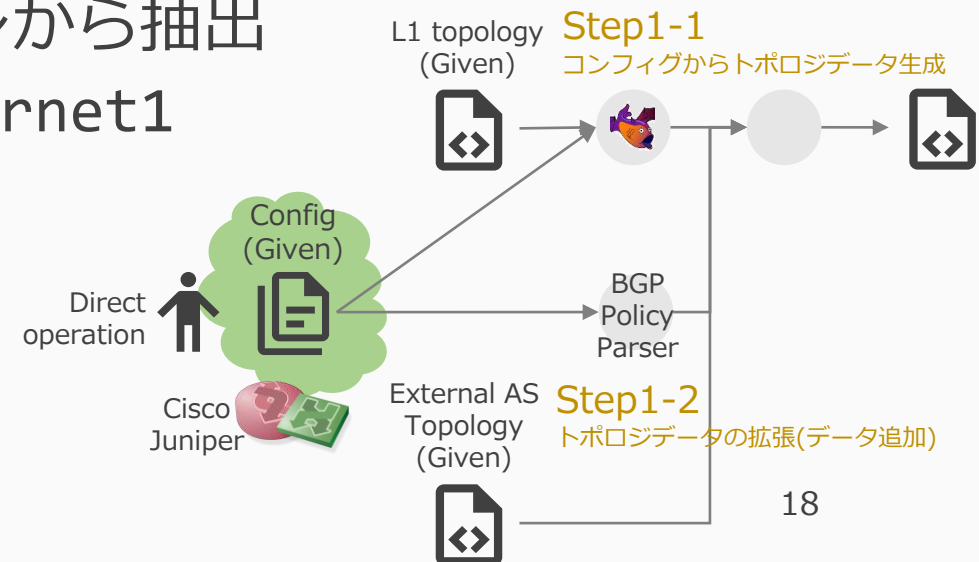 から抽出
rnet1
L1 topology
(Given)
Step1-1
コンフィグからトポロジデータ生成
Config
(Given)
Direct
operation
BGP
Policy
Parser
Cisco
Juniper
External AS
Topology
(Given)
Step1-2
トポロジデータの拡張(データ追加)
18